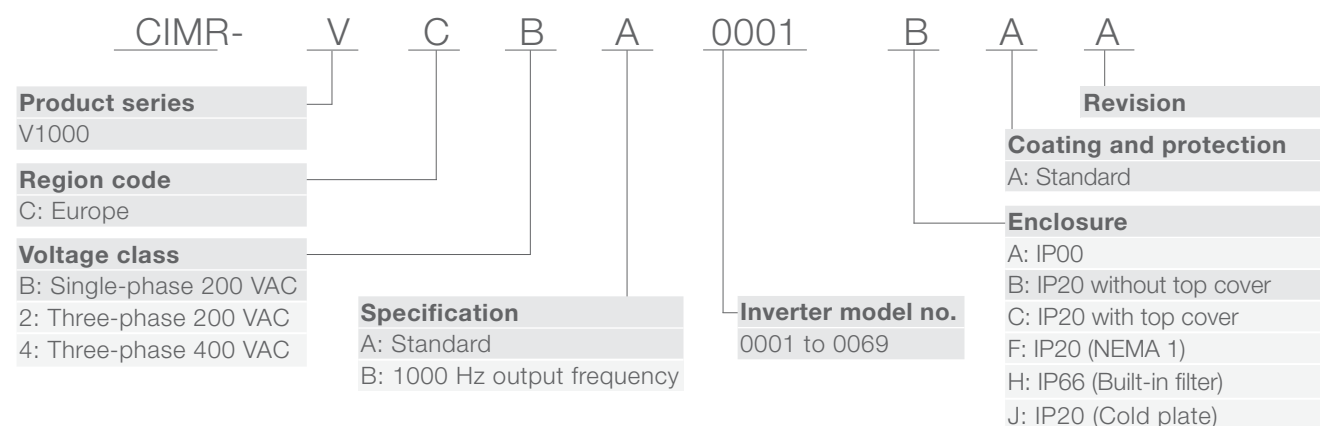 CIMR- V C B A 0001 B A A
Product series
V1000
Region code
C: Europe
Voltage class
B: Single-phase 200 VAC
2: Three-phase 200 VAC
4: Three-phase 400 VAC
Specification
A: Standard
B: 1000 Hz output frequency
Inverter model no.
0001 to 0069
Revision
Coating and protection
A: Standard
Enclosure
A: IP00
B: IP20 without top cover
C: IP20 with top cover
F: IP20 (NEMA 1)
H: IP66 (Built-in filter)
J: IP20 (Cold plate)